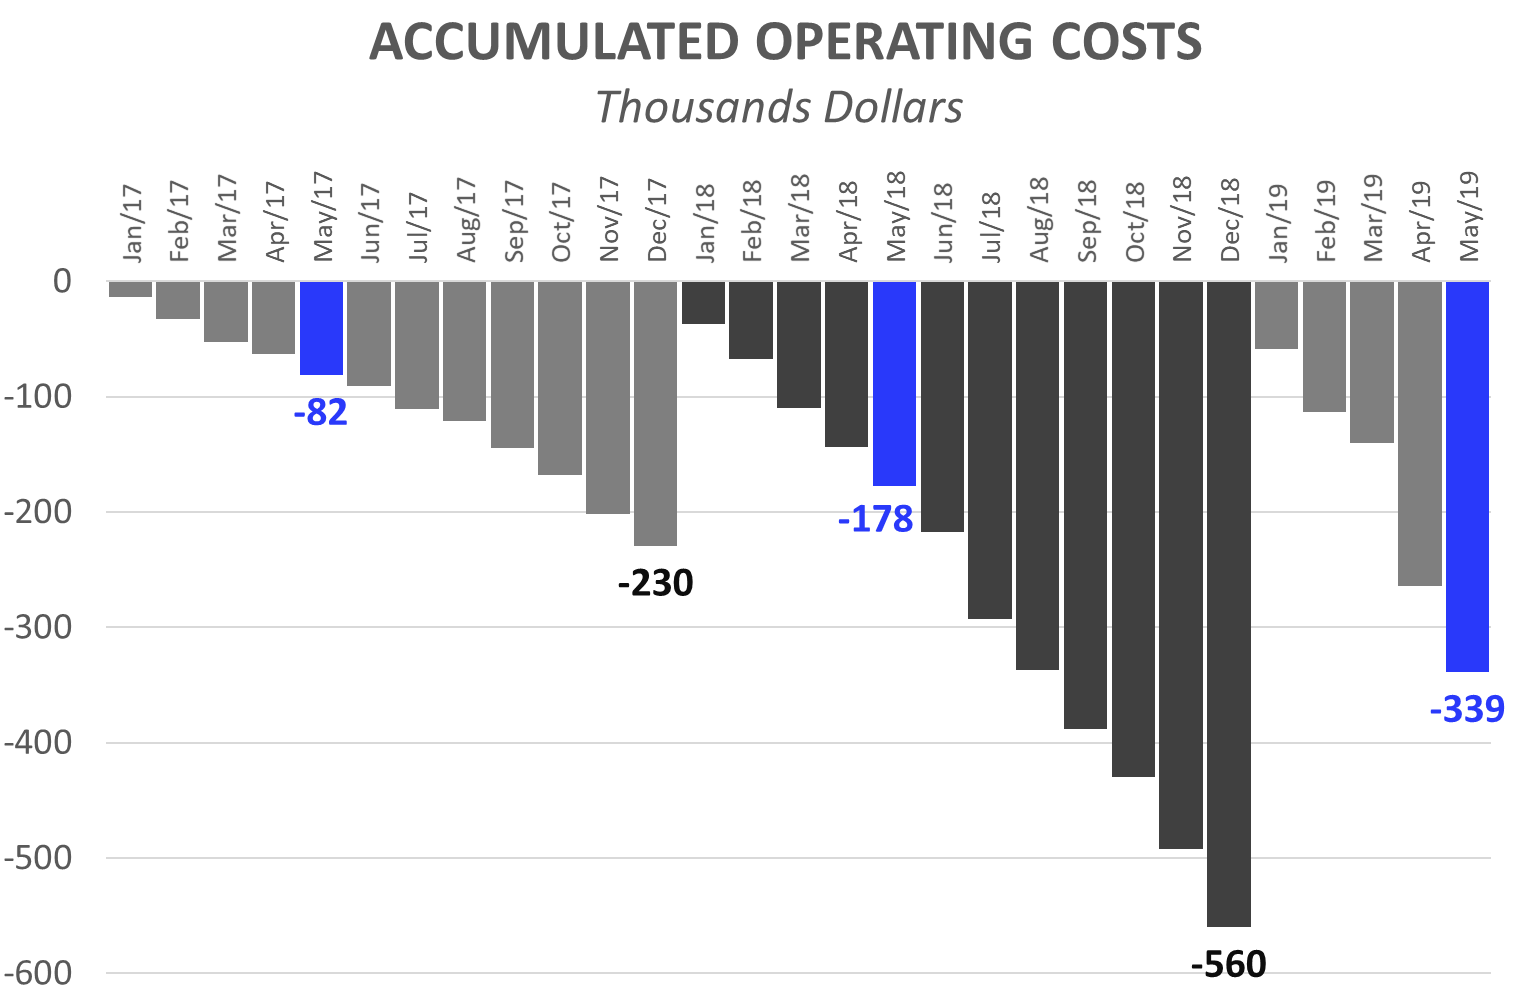 ACCUMULATED OPERATING COSTS
Thousands Dollars
Jan/17
Feb/17
Mar/17
Apr/17
May/17
Jun/17
Jul/17
Aug/17
Sep/17
Oct/17
Nov/17
Dec/17
Jan/18
Feb/18
Mar/18
Apr/18
May/18
Jun/18
Jul/18
Aug/18
Sep/18
Oct/18
Nov/18
Dec/18
Jan/19
Feb/19
Mar/19
Apr/19
May/19
0
-100
-200
-300
-400
-500
-600
-82
-230
-178
-560
-339